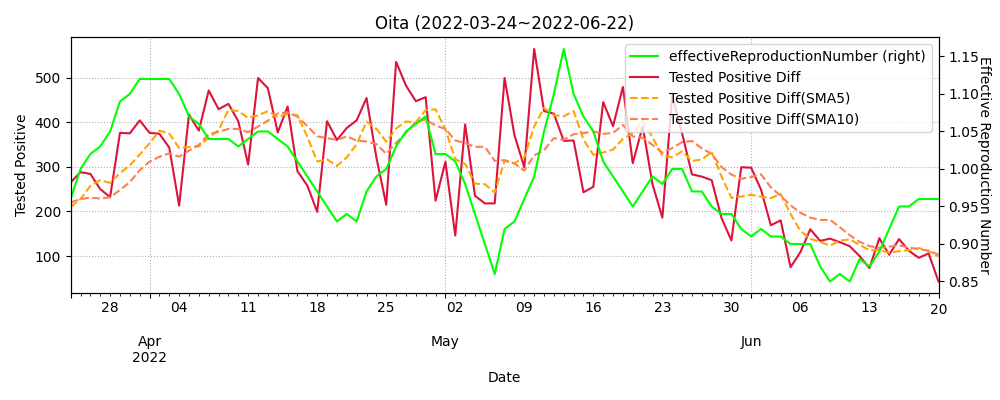 Oita (2022-03-24~2022-06-22)
effectiveReproductionNumber (right)
Tested Positive Diff
Tested Positive Diff(SMA5)
Tested Positive Diff(SMA10)
Tested Positive
500
400
300
200
100
1.15
1.10
1.05
1.00
0.95
0.90
0.85
Effective Reproduction Number
28 04 11 18 25 02 09 16 23 30 06 13 20
Apr May Jun
2022
Date